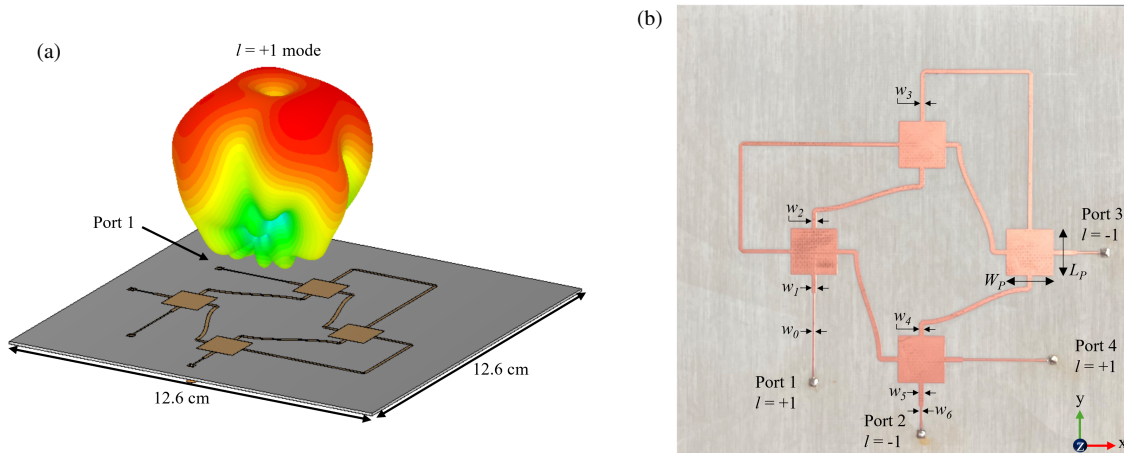 (a)
l = +1 mode
Port 1
12.6 cm
12.6 cm
(b)
w3
w2
Port 3
l = -1
WP
LP
w1
w4
w0
Port 4
l = +1
Port 1
l = +1
w5
w6
Port 2
l = -1
y
z
x